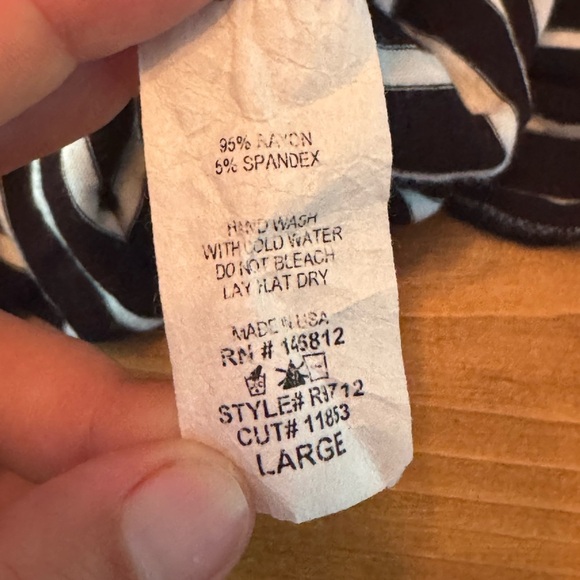 95% RAYON
5% SPANDEX
HAND WASH
WITH COLD WATER
DO NOT BLEACH
LAY FLAT DRY
MADE IN USA
RN # 146812
STYLE# R9712
CUT# 11853
LARGE